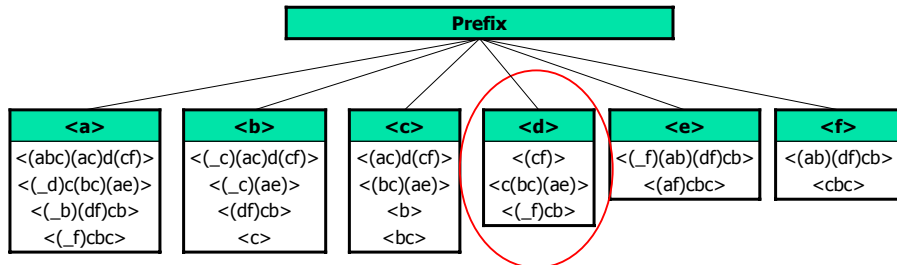 Prefix
<a>
<(abc)(ac)d(cf)>
<(_d)c(bc)(ae)>
<(_b)(df)cb>
<(_f)cbc>
<b>
<(_c)(ac)d(cf)>
<(_c)(ae)>
<(df)cb>
<c>
<c>
<(ac)d(cf)>
<(bc)(ae)>
<b>
<bc>
<d>
<(cf)>
<c(bc)(ae)>
<(_f)cb>
<e>
<(_f)(ab)(df)cb>
<(af)cbc>
<f>
<(ab)(df)cb>
<cbc>